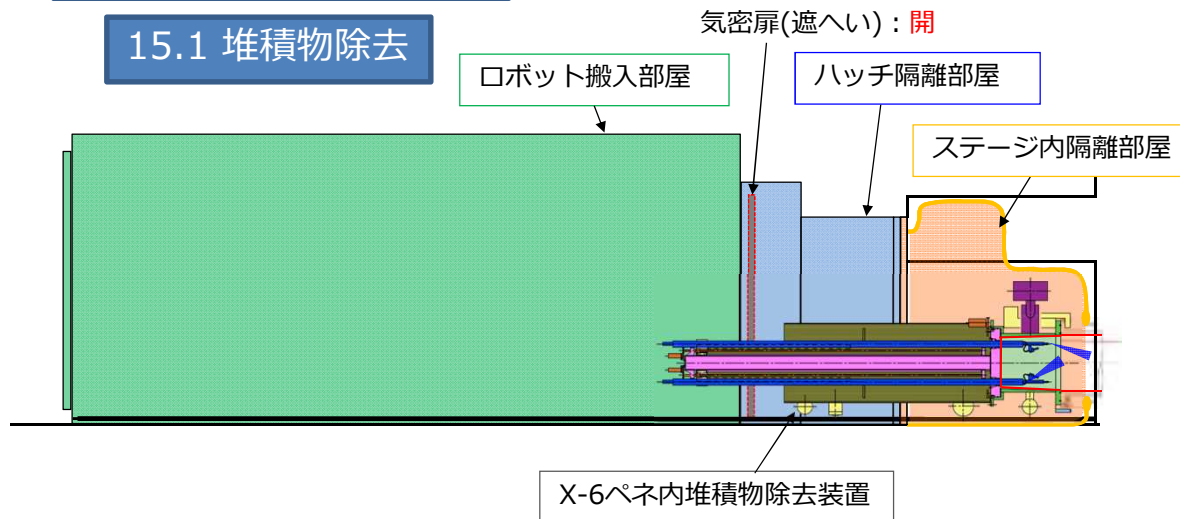 15.1 堆積物除去
気密扉(遮へい)：開
ロボット搬入部屋
ハッチ隔離部屋
ステージ内隔離部屋
X-6ペネ内堆積物除去装置